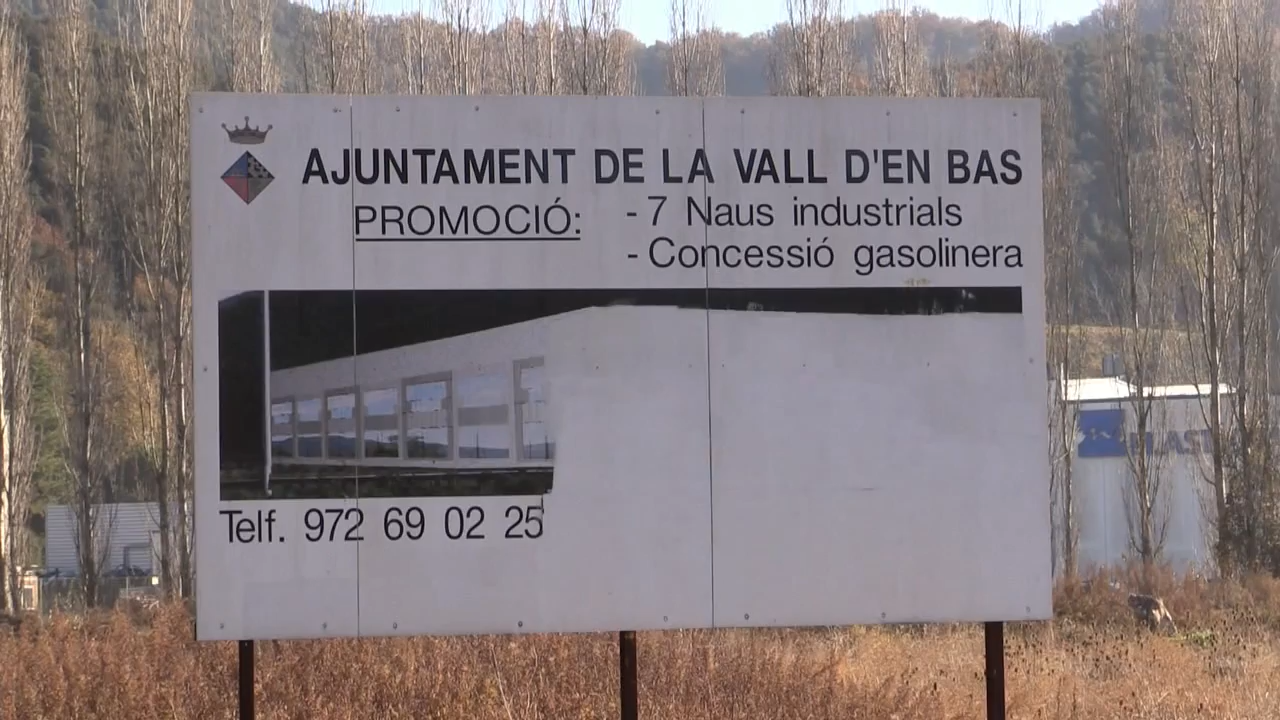 AJUNTAMENT DE LA VALL D'EN BAS
PROMOCIÓ: - 7 Naus industrials
- Concessió gasolinera
Telf. 972 69 02 25